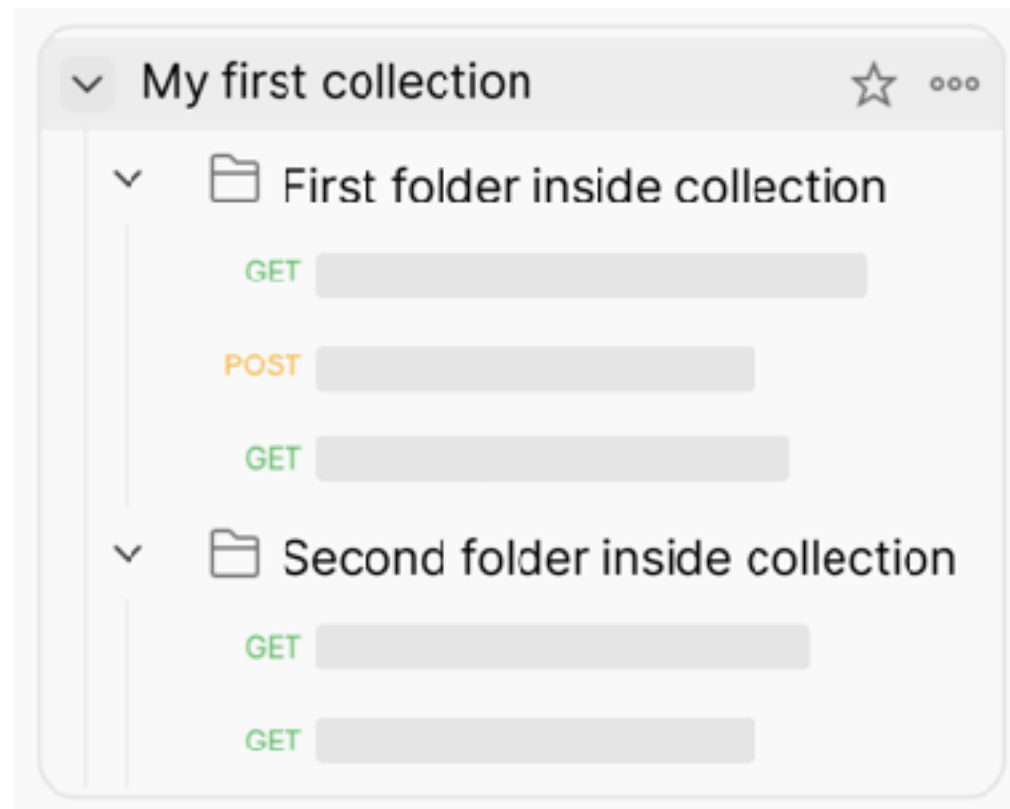 My first collection
First folder inside collection
GET
POST
GET
Second folder inside collection
GET
GET